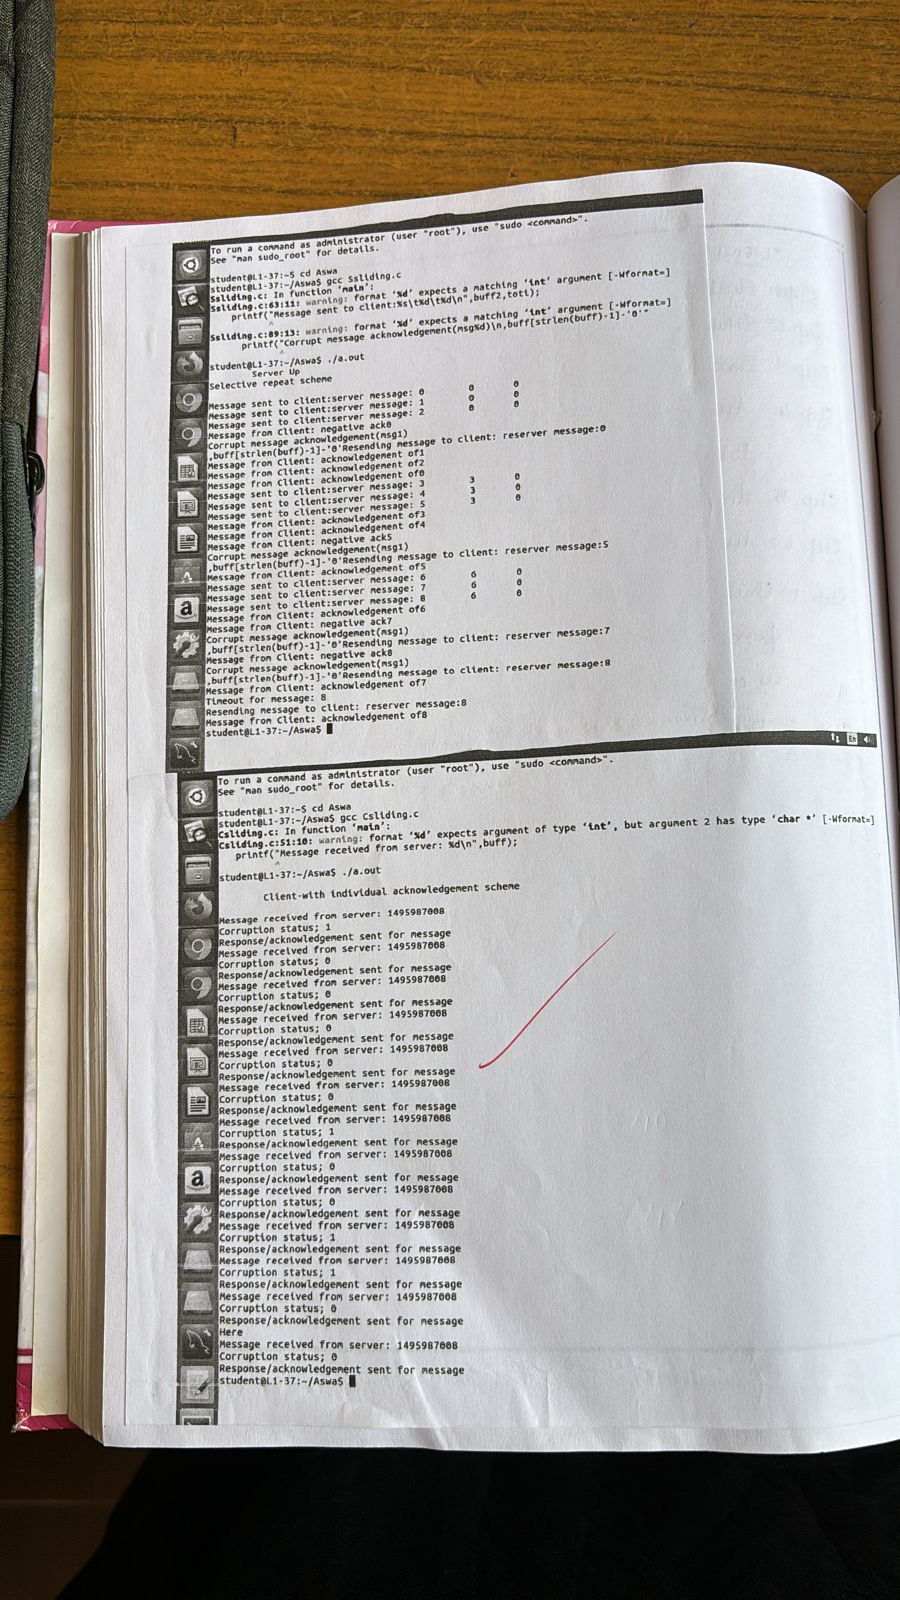 To run a command as administrator (user "root"), use "sudo <command>".
See "man sudo_root" for details.
student@L1-37:~$ cd Aswa
student@L1-37:~/Aswa$ gcc Ssliding.c
Ssliding.c: In function ‘main’:
Ssliding.c:63:11: warning: format ‘%d’ expects a matching ‘int’ argument [-Wformat=]
printf("Message sent to client:%s\t%d\t%d\n",buff2,toti);
^
Ssliding.c:89:13: warning: format ‘%d’ expects a matching ‘int’ argument [-Wformat=]
printf("Corrupt message acknowledgement(msg%d)\n,buff[strlen(buff)-1]-'0'"
^
student@L1-37:~/Aswa$ ./a.out
Server Up
Selective repeat scheme
Message sent to client:server message: 0 0 0
Message sent to client:server message: 1 0 0
Message sent to client:server message: 2 0 0
Message from Client: negative ack0
Corrupt message acknowledgement(msg1)
,buff[strlen(buff)-1]-'0'Resending message to client: reserver message:0
Message from Client: acknowledgement of1
Message from Client: acknowledgement of2
Message from Client: acknowledgement of0
Message sent to client:server message: 3 3 0
Message sent to client:server message: 4 3 0
Message sent to client:server message: 5 3 0
Message from Client: acknowledgement of3
Message from Client: acknowledgement of4
Message from Client: negative ack5
Corrupt message acknowledgement(msg1)
,buff[strlen(buff)-1]-'0'Resending message to client: reserver message:5
Message from Client: acknowledgement of5
Message sent to client:server message: 6 6 0
Message sent to client:server message: 7 6 0
Message sent to client:server message: 8 6 0
Message from Client: acknowledgement of6
Message from Client: negative ack7
Corrupt message acknowledgement(msg1)
,buff[strlen(buff)-1]-'0'Resending message to client: reserver message:7
Message from Client: negative ack8
Corrupt message acknowledgement(msg1)
,buff[strlen(buff)-1]-'0'Resending message to client: reserver message:8
Message from Client: acknowledgement of7
Timeout for message: 8
Resending message to client: reserver message:8
Message from Client: acknowledgement of8
student@L1-37:~/Aswa$
En
To run a command as administrator (user "root"), use "sudo <command>".
See "man sudo_root" for details.
student@L1-37:~$ cd Aswa
student@L1-37:~/Aswa$ gcc Csliding.c
Csliding.c: In function ‘main’:
Csliding.c:51:10: warning: format ‘%d’ expects argument of type ‘int’, but argument 2 has type ‘char *’ [-Wformat=]
printf("Message received from server: %d\n",buff);
^
student@L1-37:~/Aswa$ ./a.out
Client-with individual acknowledgement scheme
Message received from server: 1495987008
Corruption status; 1
Response/acknowledgement sent for message
Message received from server: 1495987008
Corruption status; 0
Response/acknowledgement sent for message
Message received from server: 1495987008
Corruption status; 0
Response/acknowledgement sent for message
Message received from server: 1495987008
Corruption status; 0
Response/acknowledgement sent for message
Message received from server: 1495987008
Corruption status; 0
Response/acknowledgement sent for message
Message received from server: 1495987008
Corruption status; 0
Response/acknowledgement sent for message
Message received from server: 1495987008
Corruption status; 1
Response/acknowledgement sent for message
Message received from server: 1495987008
Corruption status; 0
Response/acknowledgement sent for message
Message received from server: 1495987008
Corruption status; 0
Response/acknowledgement sent for message
Message received from server: 1495987008
Corruption status; 1
Response/acknowledgement sent for message
Message received from server: 1495987008
Corruption status; 1
Response/acknowledgement sent for message
Message received from server: 1495987008
Corruption status; 0
Response/acknowledgement sent for message
Here
Message received from server: 1495987008
Corruption status; 0
Response/acknowledgement sent for message
student@L1-37:~/Aswa$